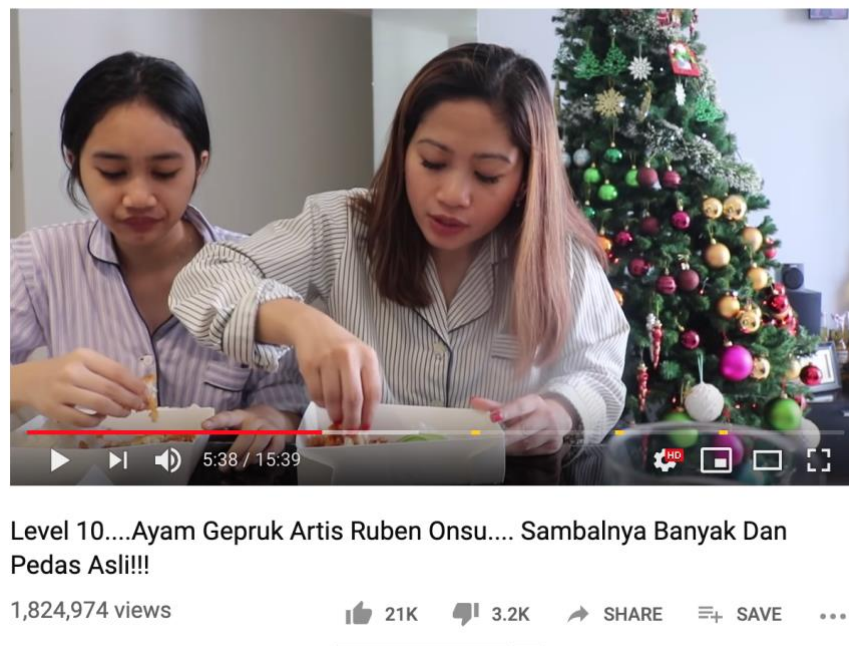 5:38 / 15:39
HD
Level 10....Ayam Gepruk Artis Ruben Onsu.... Sambalnya Banyak Dan
Pedas Asli!!!
1,824,974 views
21K
3.2K
SHARE
SAVE